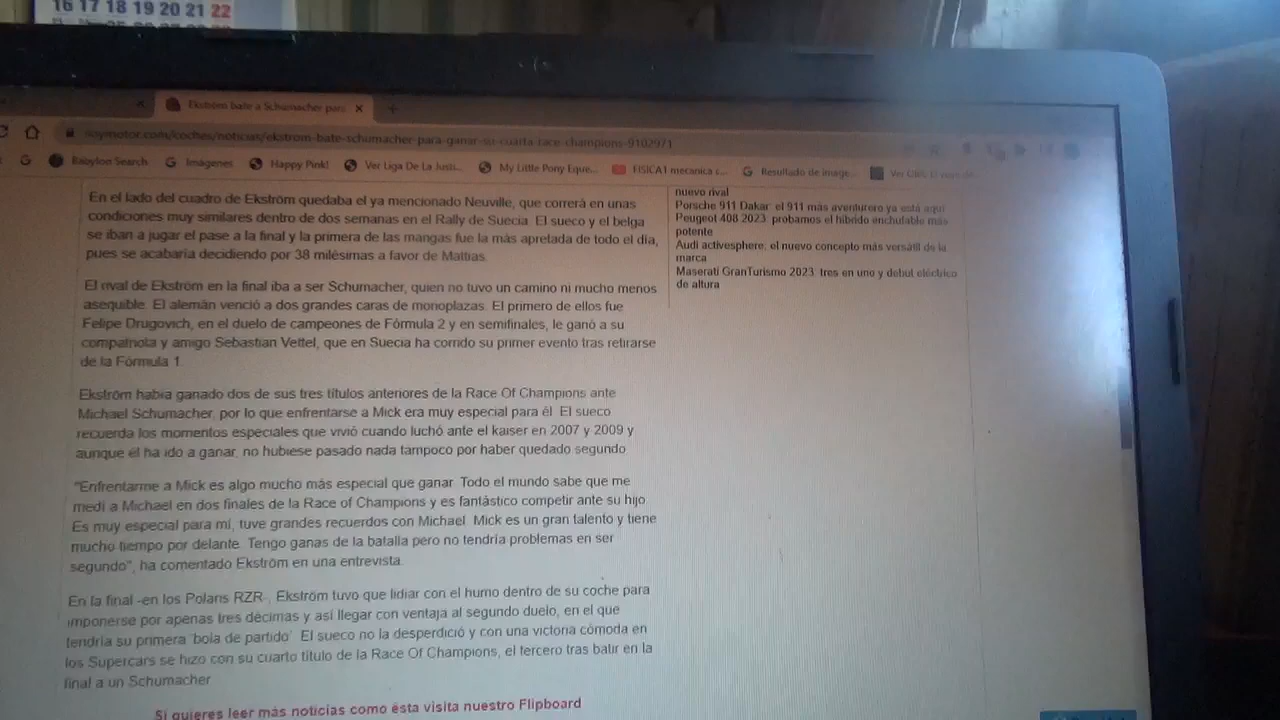 16 17 18 19 20 21 22
Ekström bate a Schumacher para
soymotor.com/coches/noticias/ekstrom-bate-schumacher-para-ganar-su-cuarta-race-champions-9102971
Babylon Search Imágenes Happy Pink! Ver Liga De La Justi... My Little Pony Eque... FISICA1 mecanica s... Resultado de image...
En el lado del cuadro de Ekström quedaba el ya mencionado Neuville, que correrá en unas
condiciones muy similares dentro de dos semanas en el Rally de Suecia. El sueco y el belga
se iban a jugar el pase a la final y la primera de las mangas fue la más apretada de todo el día,
pues se acabaría decidiendo por 38 milésimas a favor de Mattias.
El rival de Ekström en la final iba a ser Schumacher, quien no tuvo un camino ni mucho menos
asequible. El alemán venció a dos grandes caras de monoplazas. El primero de ellos fue
Felipe Drugovich, en el duelo de campeones de Fórmula 2 y en semifinales, le ganó a su
compatriota y amigo Sebastian Vettel, que en Suecia ha corrido su primer evento tras retirarse
de la Fórmula 1.
Ekström había ganado dos de sus tres títulos anteriores de la Race Of Champions ante
Michael Schumacher, por lo que enfrentarse a Mick era muy especial para él. El sueco
recuerda los momentos especiales que vivió cuando luchó ante el kaiser en 2007 y 2009 y
aunque él ha ido a ganar, no hubiese pasado nada tampoco por haber quedado segundo.
"Enfrentarme a Mick es algo mucho más especial que ganar. Todo el mundo sabe que me
medí a Michael en dos finales de la Race of Champions y es fantástico competir ante su hijo.
Es muy especial para mí, tuve grandes recuerdos con Michael. Mick es un gran talento y tiene
mucho tiempo por delante. Tengo ganas de la batalla pero no tendría problemas en ser
segundo", ha comentado Ekström en una entrevista.
En la final -en los Polaris RZR-, Ekström tuvo que lidiar con el humo dentro de su coche para
imponerse por apenas tres décimas y así llegar con ventaja al segundo duelo, en el que
tendría su primera 'bola de partido'. El sueco no la desperdició y con una victoria cómoda en
los Supercars se hizo con su cuarto título de la Race Of Champions, el tercero tras batir en la
final a un Schumacher
Si quieres leer más noticias como ésta visita nuestro Flipboard
nuevo rival
Porsche 911 Dakar: el 911 más aventurero ya está aquí
Peugeot 408 2023: probamos el híbrido enchufable más
potente
Audi activesphere: el nuevo concepto más versátil de la
marca
Maserati GranTurismo 2023: tres en uno y debut eléctrico
de altura